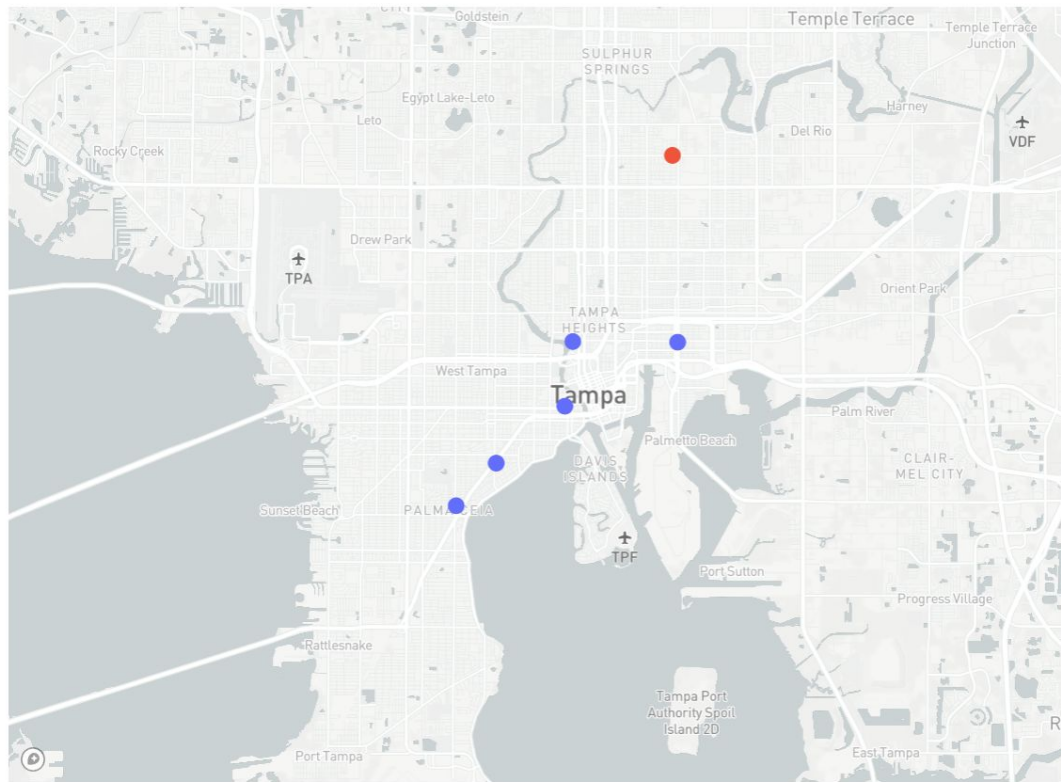 CITY
Goldstein
Temple Terrace
Temple Terrace
Junction
SULPHUR
SPRINGS
Egypt Lake-Leto
Harney
Leto
Del Rio
VDF
Rocky Creek
Drew Park
TPA
Orient Park
TAMPA
HEIGHTS
West Tampa
Tampa
Palm River
Palmetto Beach
DAVIS
ISLANDS
CLAIR-
MEL CITY
Sunset Beach
PALMA CEIA
TPF
Port Sutton
Progress Village
Rattlesnake
Tampa Port
Authority Spoil
Island 2D
R
Port Tampa
East Tampa